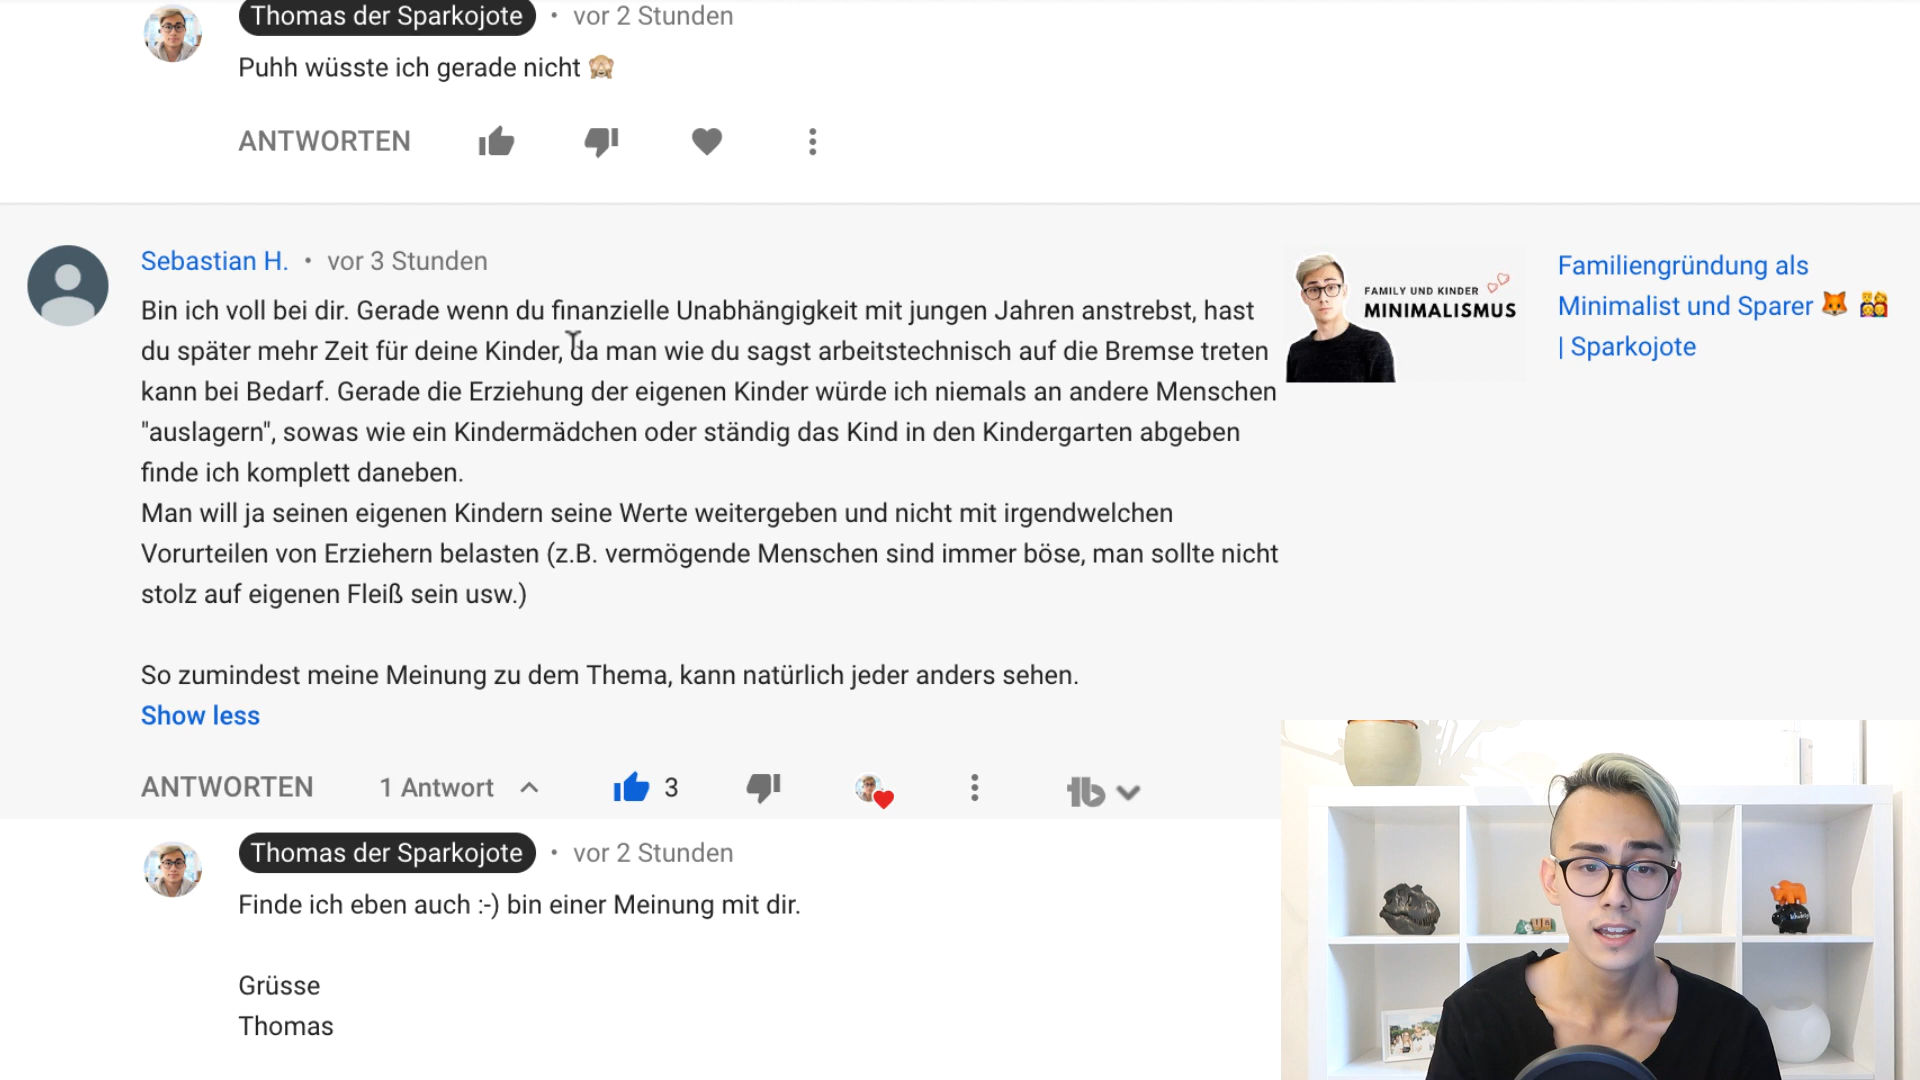 Thomas der Sparkojote • vor 2 Stunden
Puhh wüsste ich gerade nicht 🙈
ANTWORTEN
Sebastian H. • vor 3 Stunden
Bin ich voll bei dir. Gerade wenn du finanzielle Unabhängigkeit mit jungen Jahren anstrebst, hast
du später mehr Zeit für deine Kinder, da man wie du sagst arbeitstechnisch auf die Bremse treten
kann bei Bedarf. Gerade die Erziehung der eigenen Kinder würde ich niemals an andere Menschen
"auslagern", sowas wie ein Kindermädchen oder ständig das Kind in den Kindergarten abgeben
finde ich komplett daneben.
Man will ja seinen eigenen Kindern seine Werte weitergeben und nicht mit irgendwelchen
Vorurteilen von Erziehern belasten (z.B. vermögende Menschen sind immer böse, man sollte nicht
stolz auf eigenen Fleiß sein usw.)
So zumindest meine Meinung zu dem Thema, kann natürlich jeder anders sehen.
Show less
FAMILY UND KINDER
MINIMALISMUS
Familiengründung als
Minimalist und Sparer 🦊 👨‍👩‍👧‍👦
| Sparkojote
ANTWORTEN 1 Antwort 3
Thomas der Sparkojote • vor 2 Stunden
Finde ich eben auch :-) bin einer Meinung mit dir.
Grüsse
Thomas